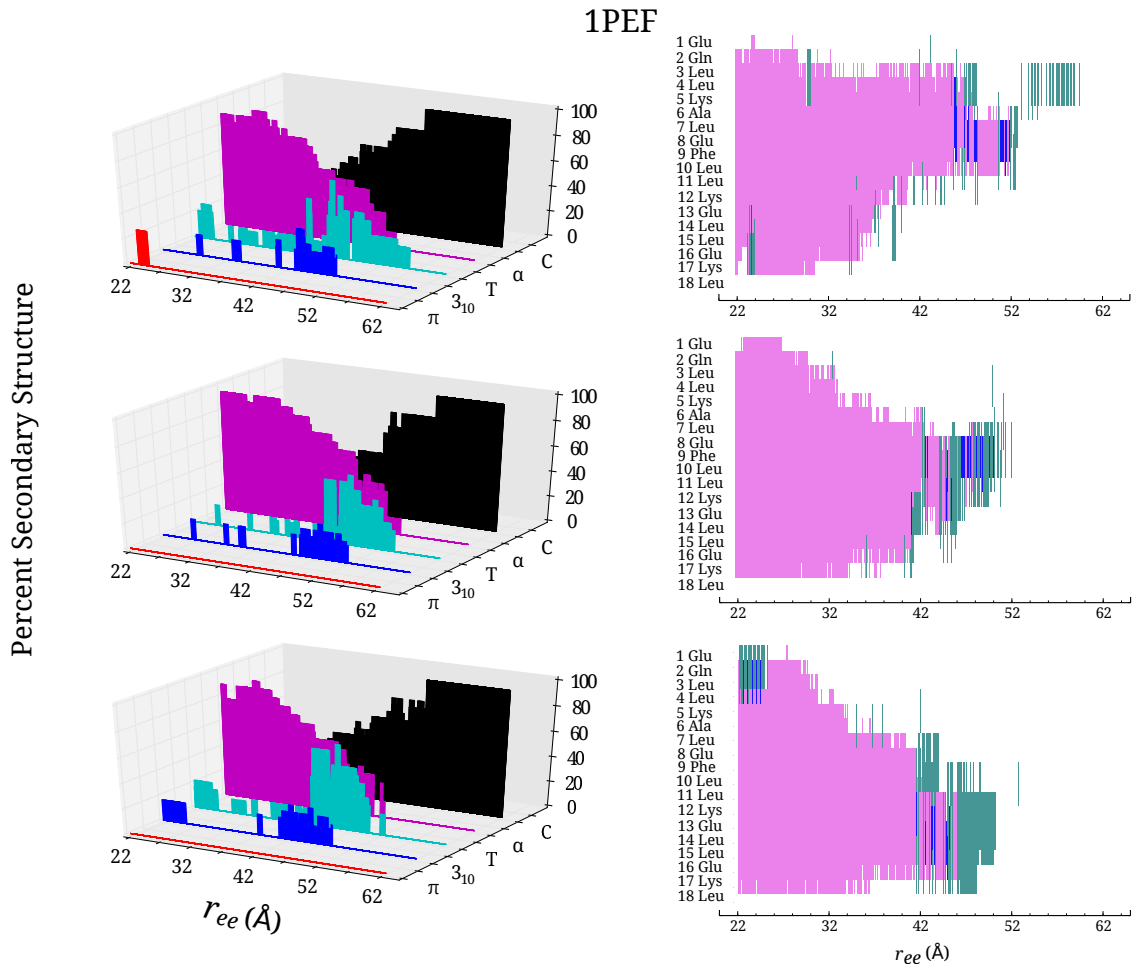 1PEF
Percent Secondary Structure
100
80
60
40
20
0
22
32
42
52
62
π
3₁₀
T
α
C
1 Glu
2 Gln
3 Leu
4 Leu
5 Lys
6 Ala
7 Leu
8 Glu
9 Phe
10 Leu
11 Leu
12 Lys
13 Glu
14 Leu
15 Leu
16 Glu
17 Lys
18 Leu
22 32 42 52 62
100
80
60
40
20
0
22
32
42
52
62
π
3₁₀
T
α
C
1 Glu
2 Gln
3 Leu
4 Leu
5 Lys
6 Ala
7 Leu
8 Glu
9 Phe
10 Leu
11 Leu
12 Lys
13 Glu
14 Leu
15 Leu
16 Glu
17 Lys
18 Leu
22 32 42 52 62
100
80
60
40
20
0
22
32
42
52
62
π
3₁₀
T
α
C
r_ee (Å)
1 Glu
2 Gln
3 Leu
4 Leu
5 Lys
6 Ala
7 Leu
8 Glu
9 Phe
10 Leu
11 Leu
12 Lys
13 Glu
14 Leu
15 Leu
16 Glu
17 Lys
18 Leu
22 32 42 52 62
r_ee (Å)